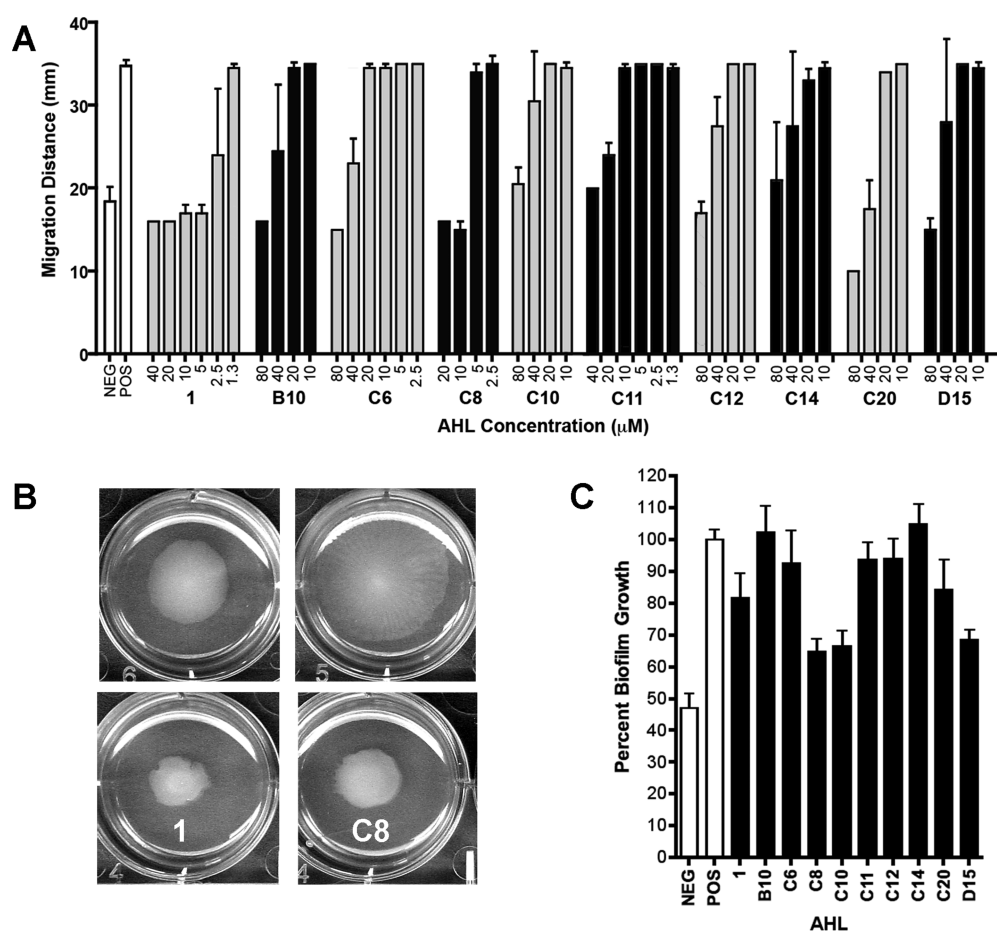 A
Migration Distance (mm)
40
30
20
10
0
NEG POS 40 20 10 5 2.5 1.3 80 40 20 10 80 40 20 10 5 2.5 20 10 5 2.5 80 40 20 10 40 20 10 5 2.5 1.3 80 40 20 10 80 40 20 10 80 40 20 10 80 40 20 10
1 B10 C6 C8 C10 C11 C12 C14 C20 D15
AHL Concentration (μM)
B
6 5
1 C8
4 4
C
Percent Biofilm Growth
120
110
100
90
80
70
60
50
40
30
20
10
0
NEG POS 1 B10 C6 C8 C10 C11 C12 C14 C20 D15
AHL